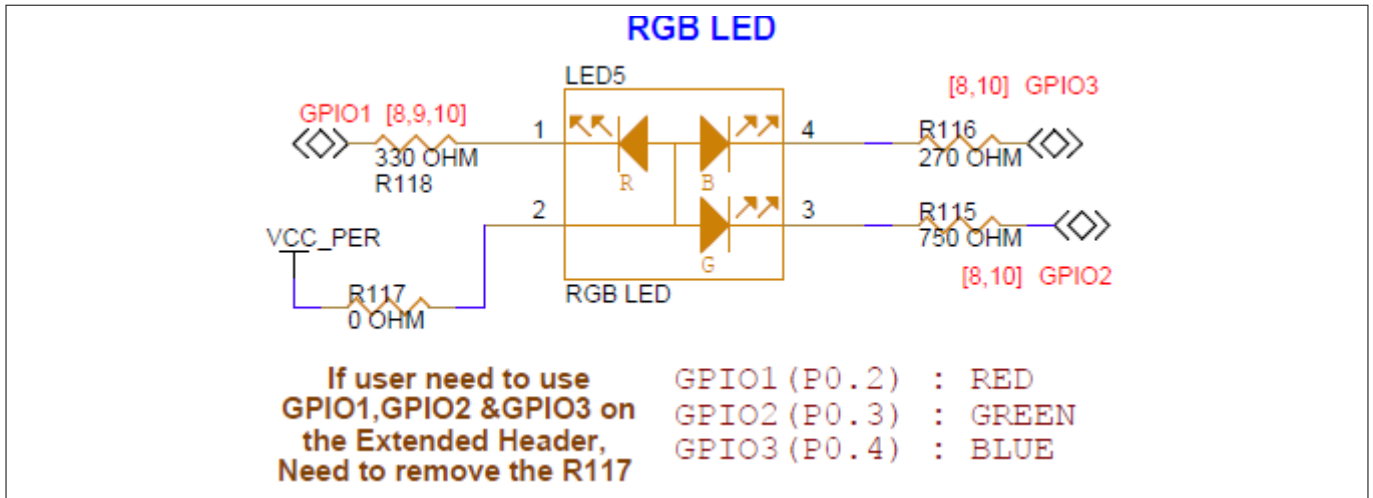 RGB LED
LED5
[8,10] GPIO3
GPIO1 [8,9,10]
1
4
R116
330 OHM
270 OHM
R118
R
B
2
3
R115
VCC_PER
750 OHM
G
[8,10] GPIO2
R117
RGB LED
0 OHM
If user need to use
GPIO1,GPIO2 &GPIO3 on
the Extended Header,
Need to remove the R117
GPIO1(P0.2) : RED
GPIO2(P0.3) : GREEN
GPIO3(P0.4) : BLUE